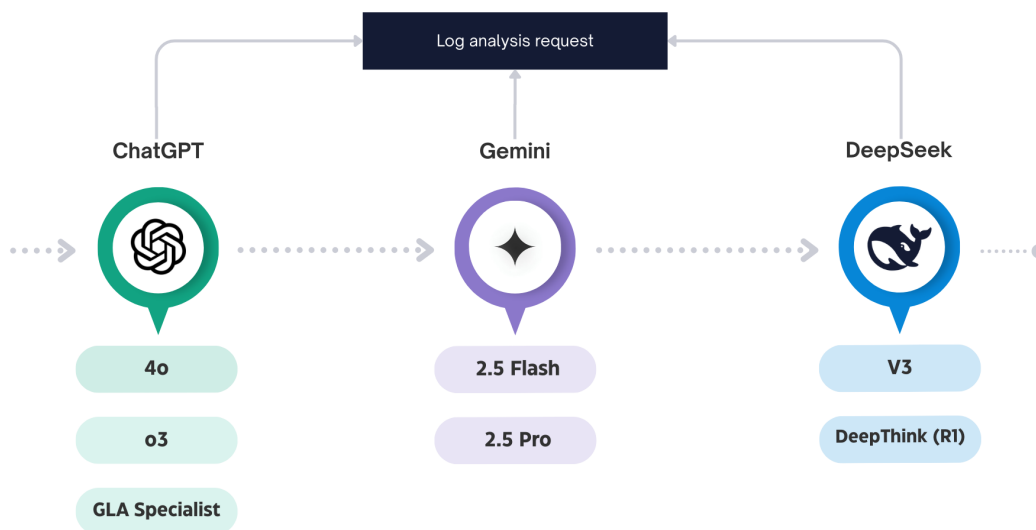 Log analysis request
ChatGPT
Gemini
DeepSeek
4o
2.5 Flash
V3
o3
2.5 Pro
DeepThink (R1)
GLA Specialist